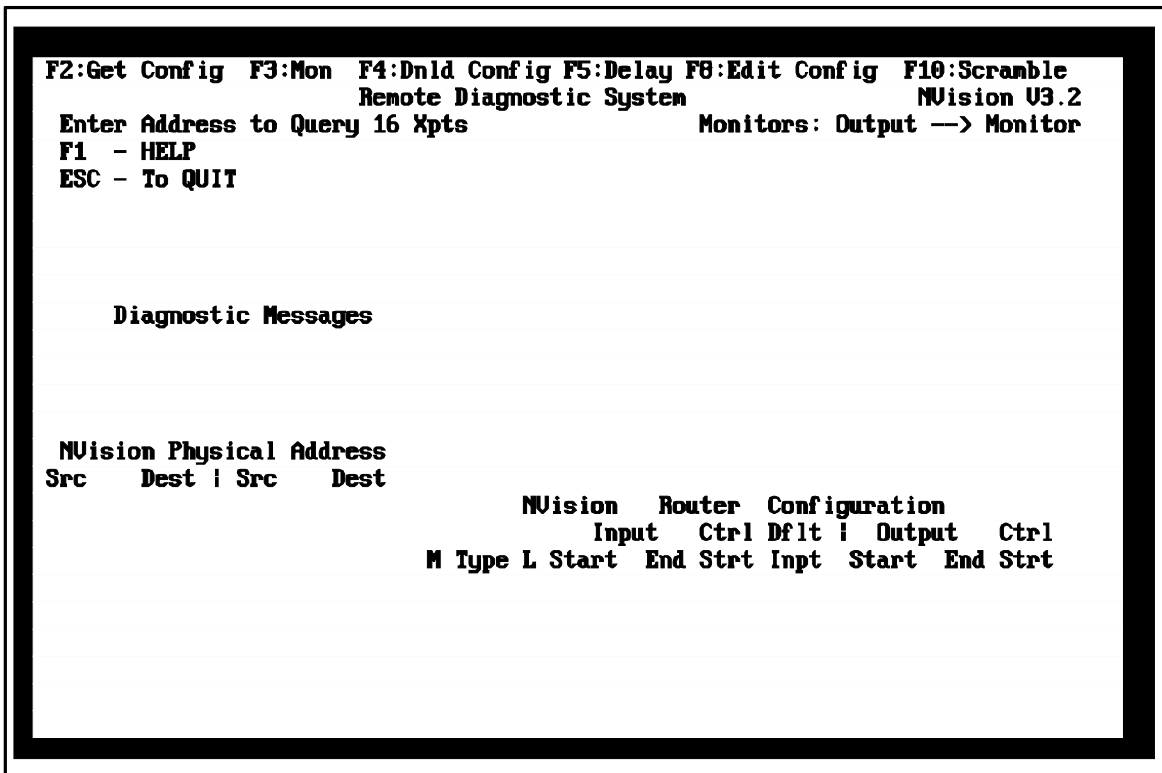 F2:Get Config F3:Mon F4:Dnld Config F5:Delay F8:Edit Config F10:Scramble
Remote Diagnostic System NVision V3.2
Enter Address to Query 16 Xpts Monitors: Output --> Monitor
F1 - HELP
ESC - To QUIT
Diagnostic Messages
NVision Physical Address
Src Dest | Src Dest
NVision Router Configuration
Input Ctrl Dflt | Output Ctrl
M Type L Start End Strt Inpt Start End Strt